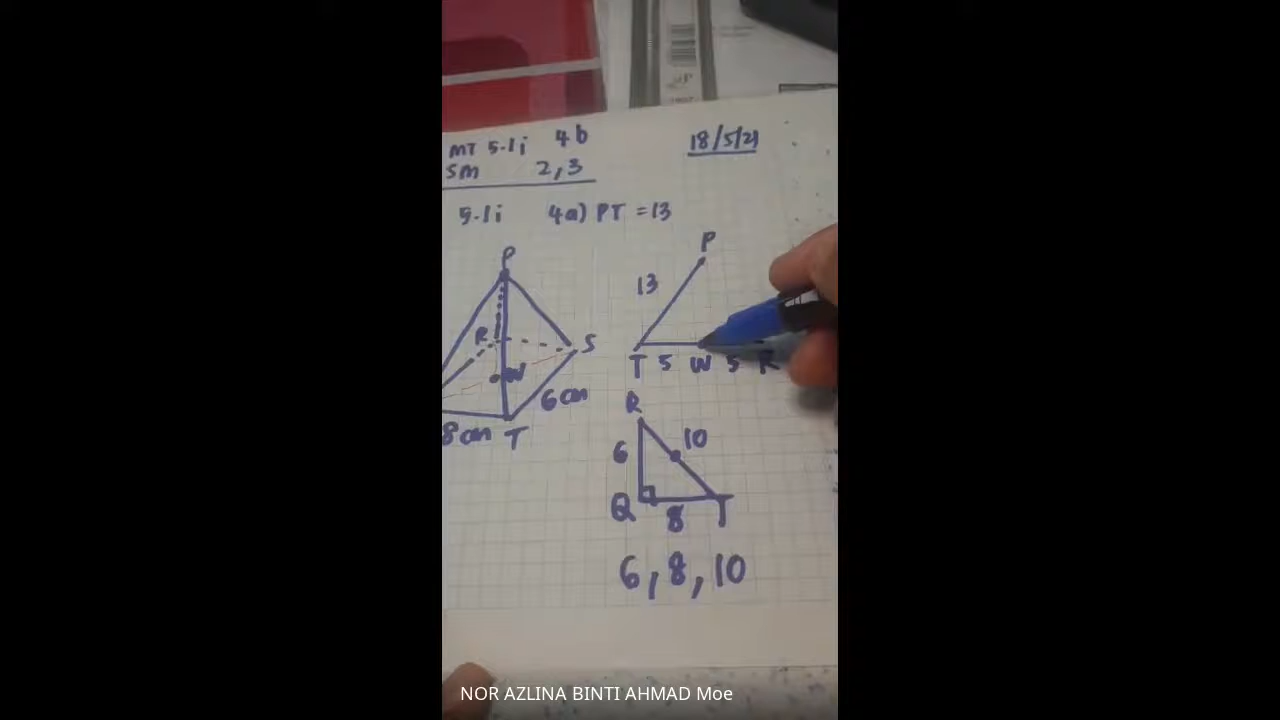 MT 5.1i 4b
18/5/21
SM 2,3
5.1i 4a) PT = 13
P
R
S
W
6 cm
8 cm T
P
13
T 5 W 5 R
R
6
10
Q
8
T
6, 8, 10
NOR AZLINA BINTI AHMAD Moe